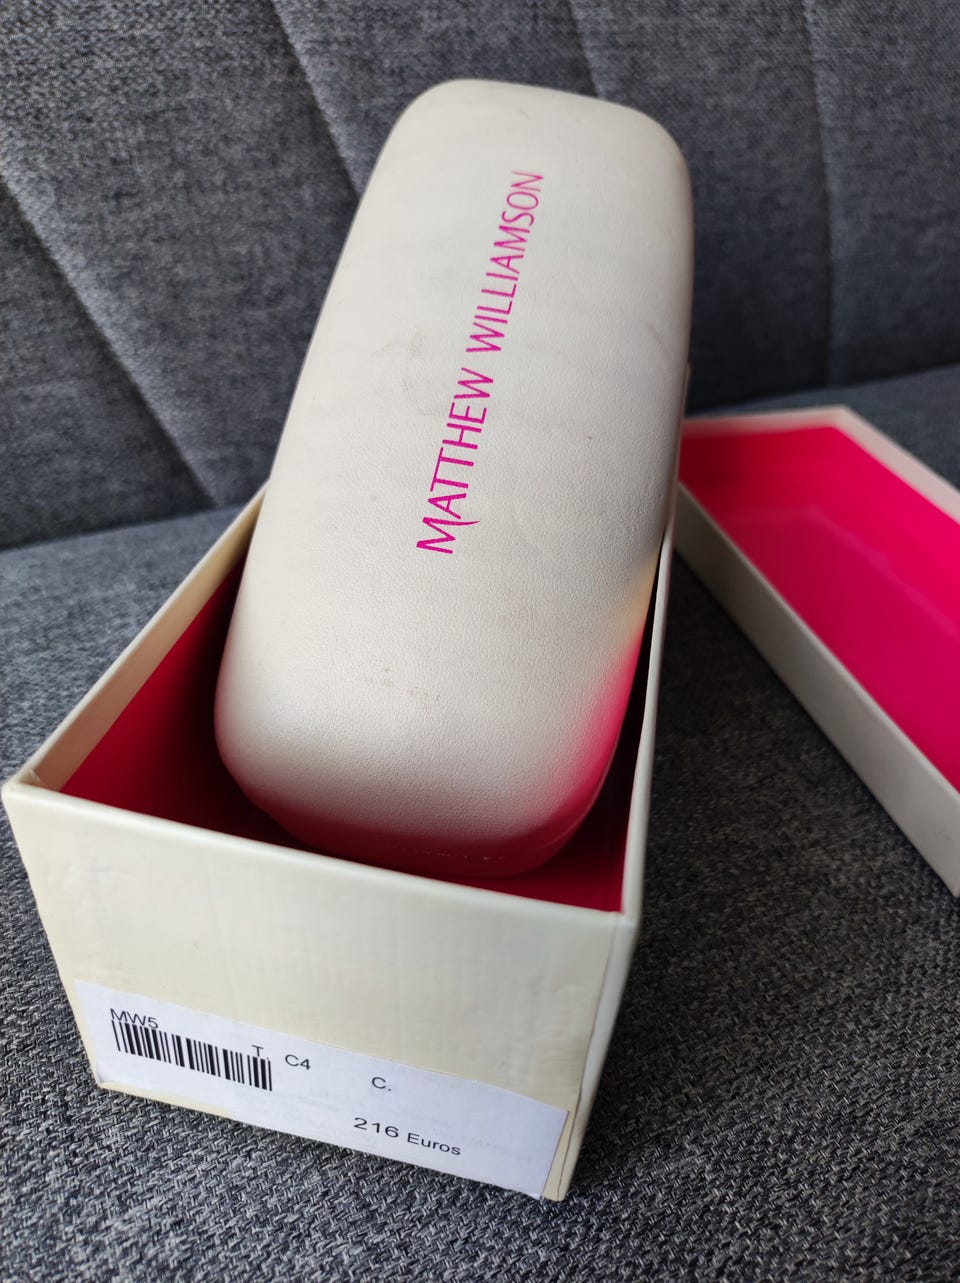 MATTHEW WILLIAMSON
MW5
T. C4 C.
216 Euros